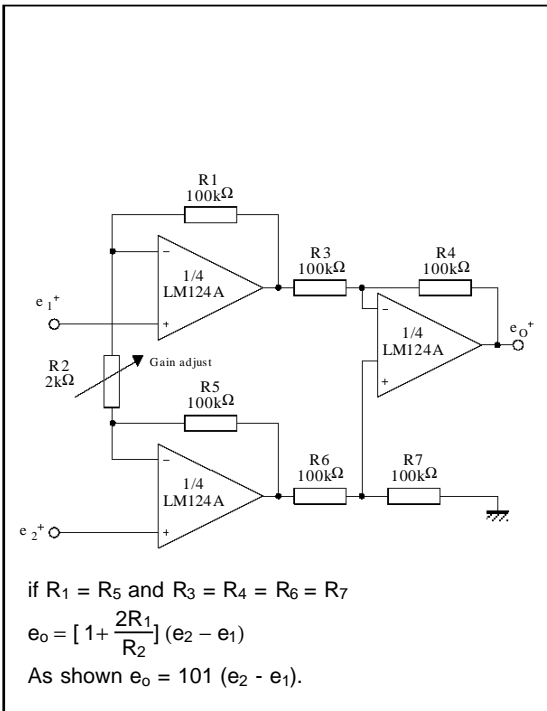 R1
100kΩ
R3
100kΩ
R4
100kΩ
−
1/4
LM124A
+
e1+
−
1/4
LM124A
+
eO+
R2
2kΩ
Gain adjust
R5
100kΩ
−
1/4
LM124A
+
R6
100kΩ
R7
100kΩ
e2+
if R1 = R5 and R3 = R4 = R6 = R7
eo = [ 1+ 2R1/R2 ] (e2 − e1)
As shown eo = 101 (e2 - e1).